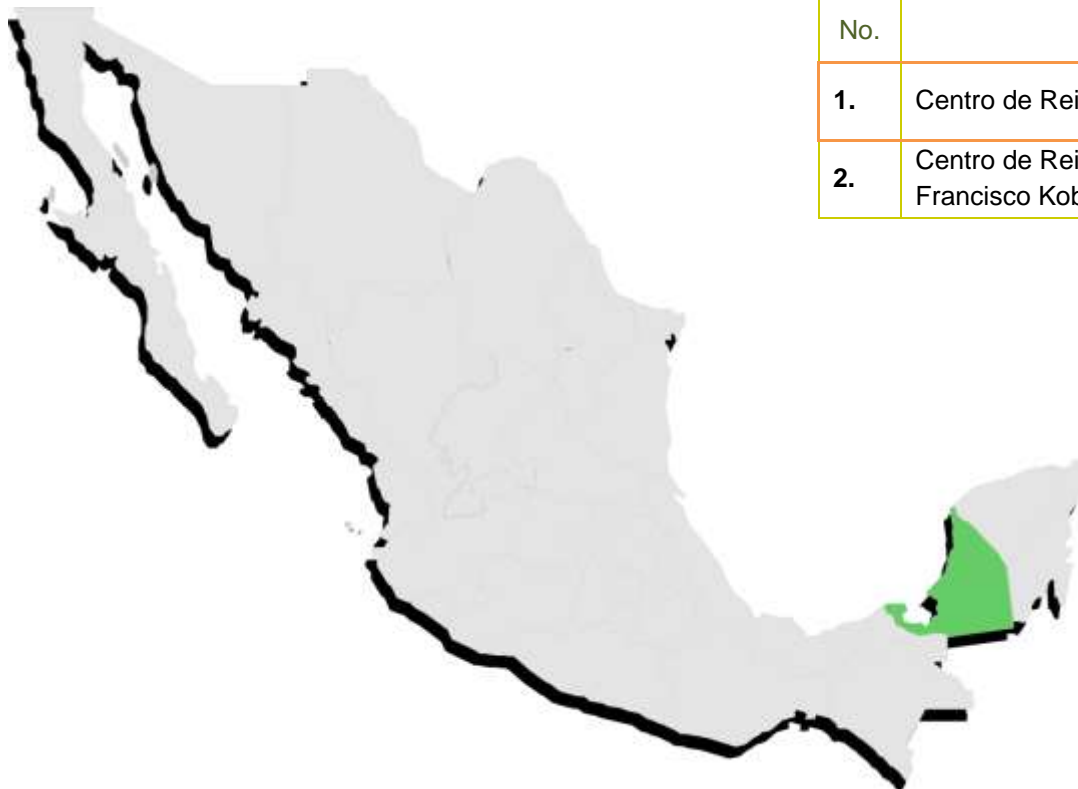 No.
1. Centro de Rei
2. Centro de Rei
Francisco Kob